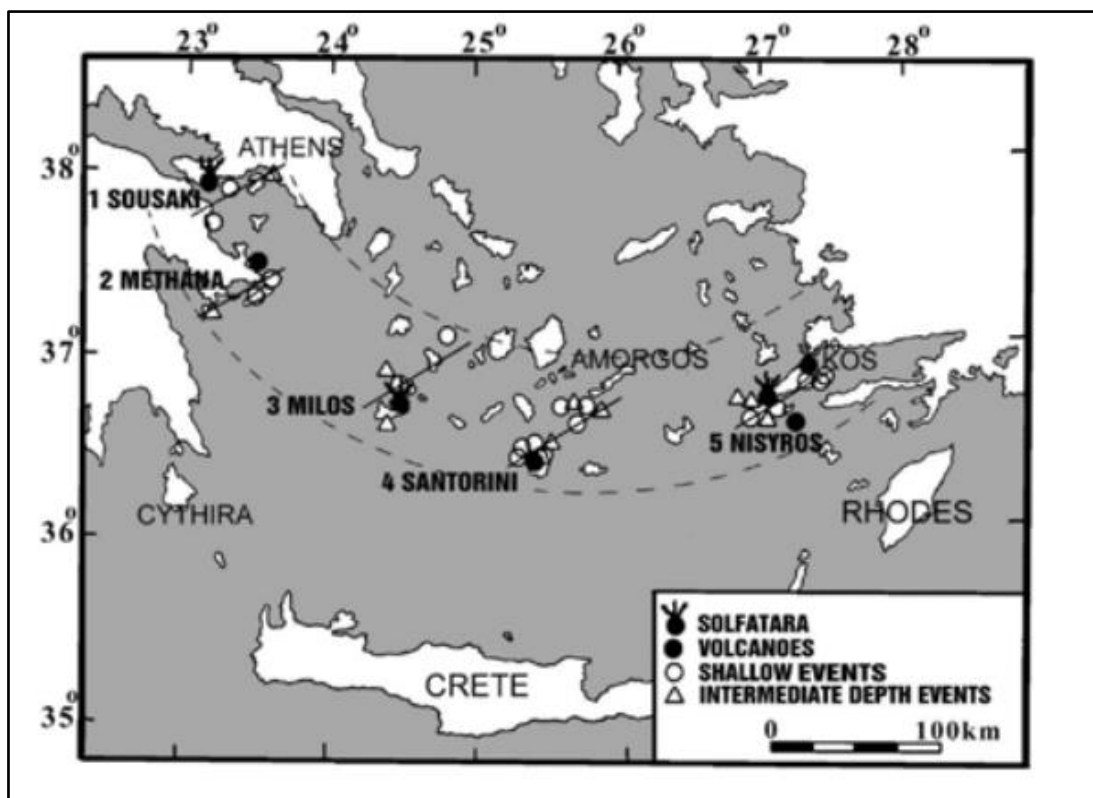 23° 24° 25° 26° 27° 28°
38°
37°
36°
35°
ATHENS
1 SOUSAKI
2 METHANA
3 MILOS
AMORGOS
KOS
4 SANTORINI
5 NISYROS
CYTHIRA
RHODES
CRETE
SOLFATARA
VOLCANOES
SHALLOW EVENTS
INTERMEDIATE DEPTH EVENTS
0 100km